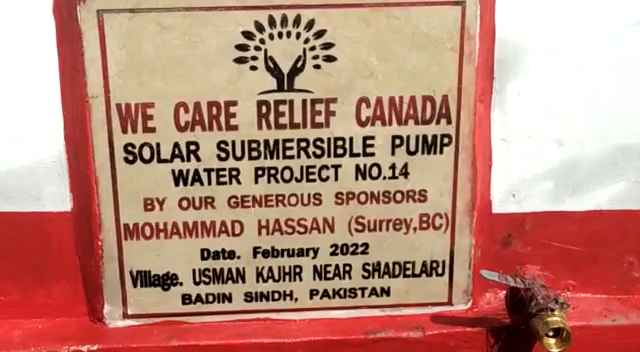 WE CARE RELIEF CANADA
SOLAR SUBMERSIBLE PUMP
WATER PROJECT NO.14
BY OUR GENEROUS SPONSORS
MOHAMMAD HASSAN (Surrey,BC)
Date. February 2022
Village. USMAN KAJHR NEAR SHADELARJ
BADIN SINDH, PAKISTAN